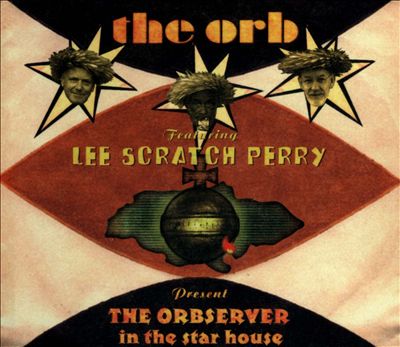 the orb
Featuring
LEE SCRATCH PERRY
Present
THE ORBSERVER
in the star house